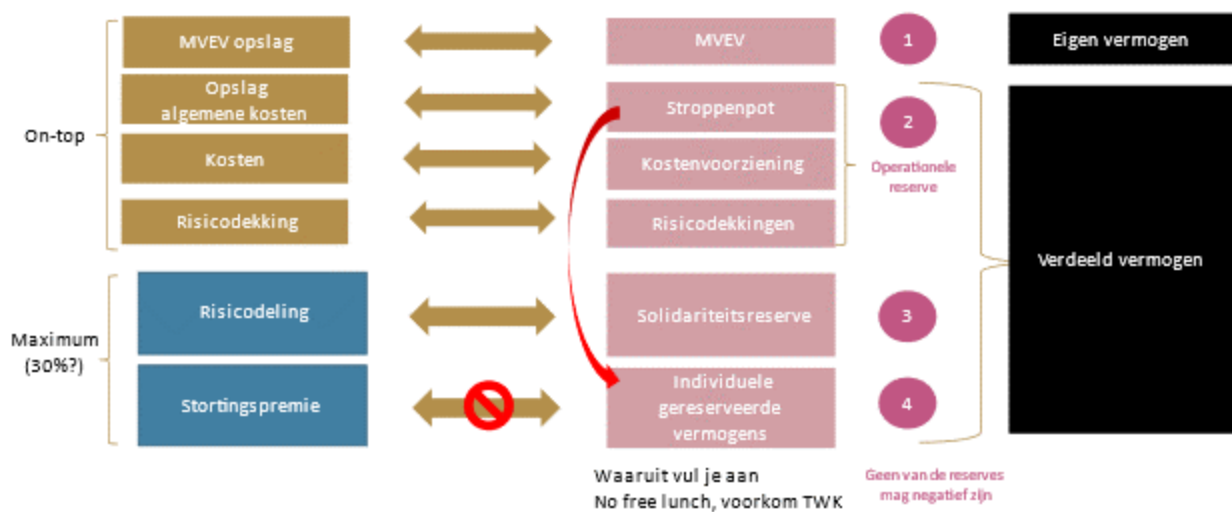 On-top
MVEV opslag
Opslag
algemene kosten
Kosten
Risicodekking
Maximum
(30%?)
Risicodeling
Stortingspremie
MVEV
Stroppenpot
Kostenvoorziening
Risicodekkingen
Solidariteitsreserve
Individuele
gereserveerde
vermogens
Waaruit vul je aan
No free lunch, voorkom TWK
1
2
Operationele
reserve
3
4
Geen van de reserves
mag negatief zijn
Eigen vermogen
Verdeeld vermogen